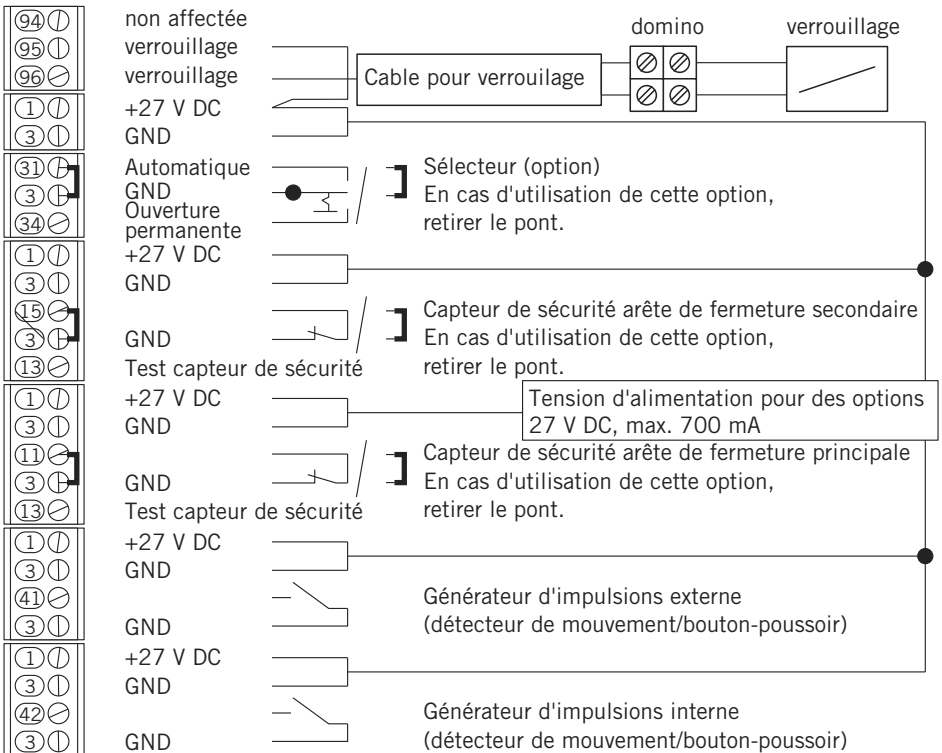 94 non affectée
domino verrouillage
95 verrouillage
96 verrouillage
Cable pour verrouilage
1 +27 V DC
3 GND
31 Automatique
Sélecteur (option)
3 GND
En cas d'utilisation de cette option,
34 Ouverture
permanente
retirer le pont.
1 +27 V DC
3 GND
15
Capteur de sécurité arête de fermeture secondaire
3 GND
En cas d'utilisation de cette option,
13 Test capteur de sécurité
retirer le pont.
1 +27 V DC
Tension d'alimentation pour des options
3 GND
27 V DC, max. 700 mA
11
Capteur de sécurité arête de fermeture principale
3 GND
En cas d'utilisation de cette option,
13 Test capteur de sécurité
retirer le pont.
1 +27 V DC
3 GND
41
Générateur d'impulsions externe
3 GND
(détecteur de mouvement/bouton-poussoir)
1 +27 V DC
3 GND
42
Générateur d'impulsions interne
3 GND
(détecteur de mouvement/bouton-poussoir)